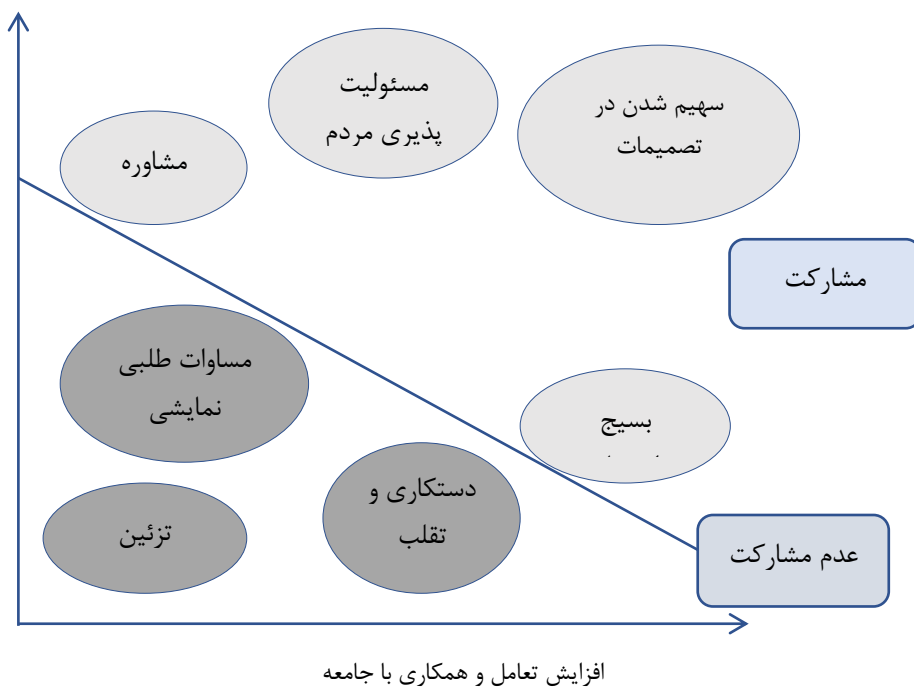 مسئولیت
پذیری مردم
سهیم شدن در
تصمیمات
مشاوره
مشارکت
مساوات طلبی
نمایشی
بسیج
دستکاری و
تقلب
تزئین
عدم مشارکت
افزایش تعامل و همکاری با جامعه